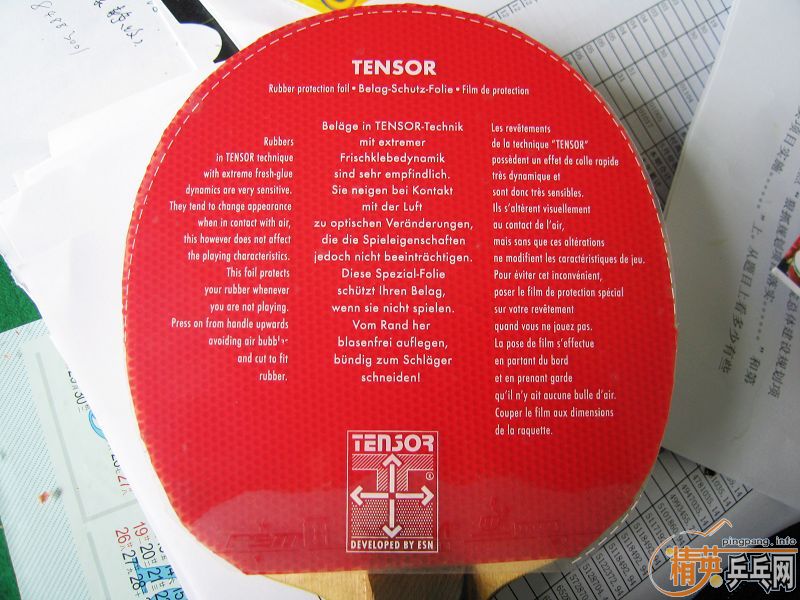 TENSOR
Rubber protection foil • Belag-Schutz-Folie • Film de protection
Rubbers
in TENSOR technique
with extreme fresh-glue
dynamics are very sensitive.
They tend to change appearance
when in contact with air,
this however does not affect
the playing characteristics.
This foil protects
your rubber whenever
you are not playing.
Press on from handle upwards
avoiding air bubbles
and cut to fit
rubber.
Beläge in TENSOR-Technik
mit extremer
Frischklebedynamik
sind sehr empfindlich.
Sie neigen bei Kontakt
mit der Luft
zu optischen Veränderungen,
die die Spieleigenschaften
jedoch nicht beeinträchtigen.
Diese Spezial-Folie
schützt Ihren Belag,
wenn sie nicht spielen.
Vom Rand her
blasenfrei auflegen,
bündig zum Schläger
schneiden!
Les revêtements
de la technique "TENSOR"
possèdent un effet de colle rapide
très dynamique et
sont donc très sensibles.
Ils s'altèrent visuellement
au contact de l'air,
mais sans que ces altérations
ne modifient les caractéristiques de jeu.
Pour éviter cet inconvénient,
poser le film de protection spécial
sur votre revêtement
quand vous ne jouez pas.
La pose de film s'effectue
en partant du bord
et en prenant garde
qu'il n'y ait aucune bulle d'air.
Couper le film aux dimensions
de la raquette.
TENSOR
®
DEVELOPED BY ESN
pingpang.info
精英乒乓网